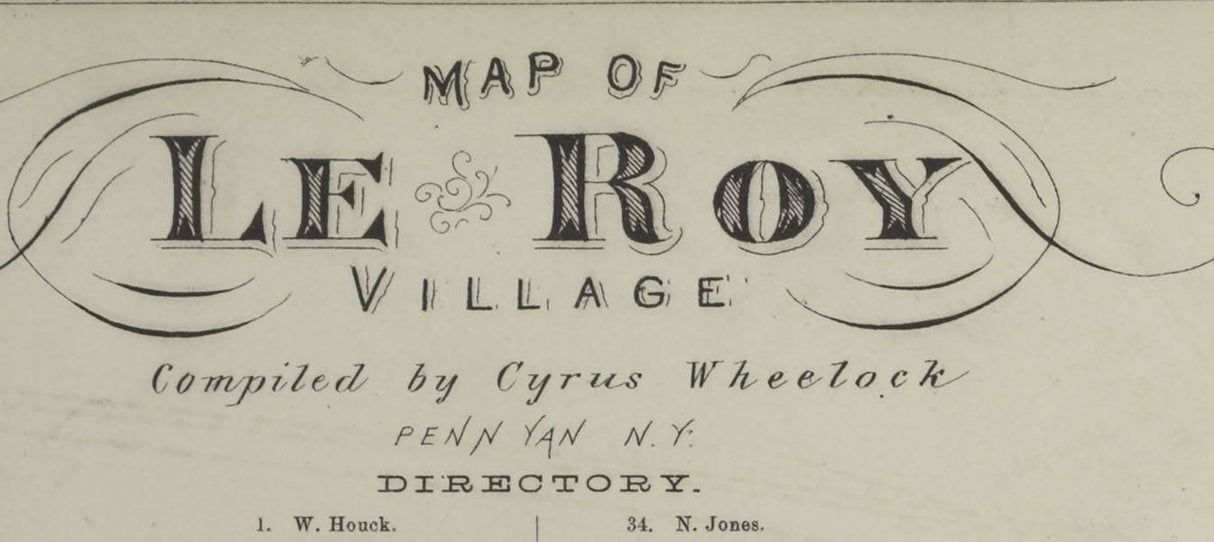 MAP OF
LE ROY
VILLAGE
Compiled by Cyrus Wheelock
PENN YAN N.Y.
DIRECTORY.
1. W. Houck.
34. N. Jones.